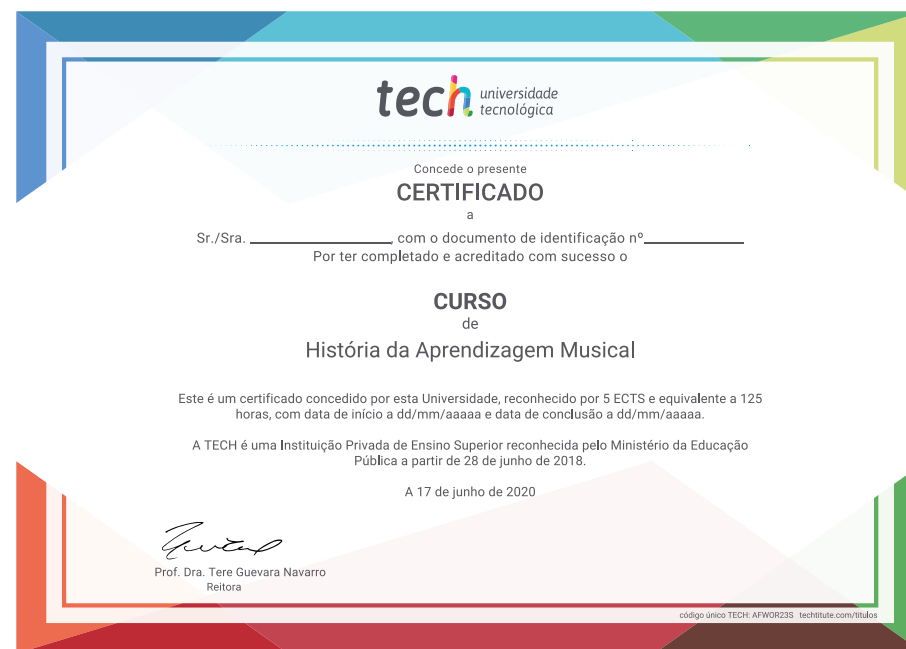 tech universidade
tecnológica
Concede o presente
CERTIFICADO
a
Sr./Sra. ____________________, com o documento de identificação nº______________
Por ter completado e acreditado com sucesso o
CURSO
de
História da Aprendizagem Musical
Este é um certificado concedido por esta Universidade, reconhecido por 5 ECTS e equivalente a 125
horas, com data de início a dd/mm/aaaaa e data de conclusão a dd/mm/aaaaa.
A TECH é uma Instituição Privada de Ensino Superior reconhecida pelo Ministério da Educação
Pública a partir de 28 de junho de 2018.
A 17 de junho de 2020
Prof. Dra. Tere Guevara Navarro
Reitora
código único TECH: AFWOR23S techtitute.com/titulos